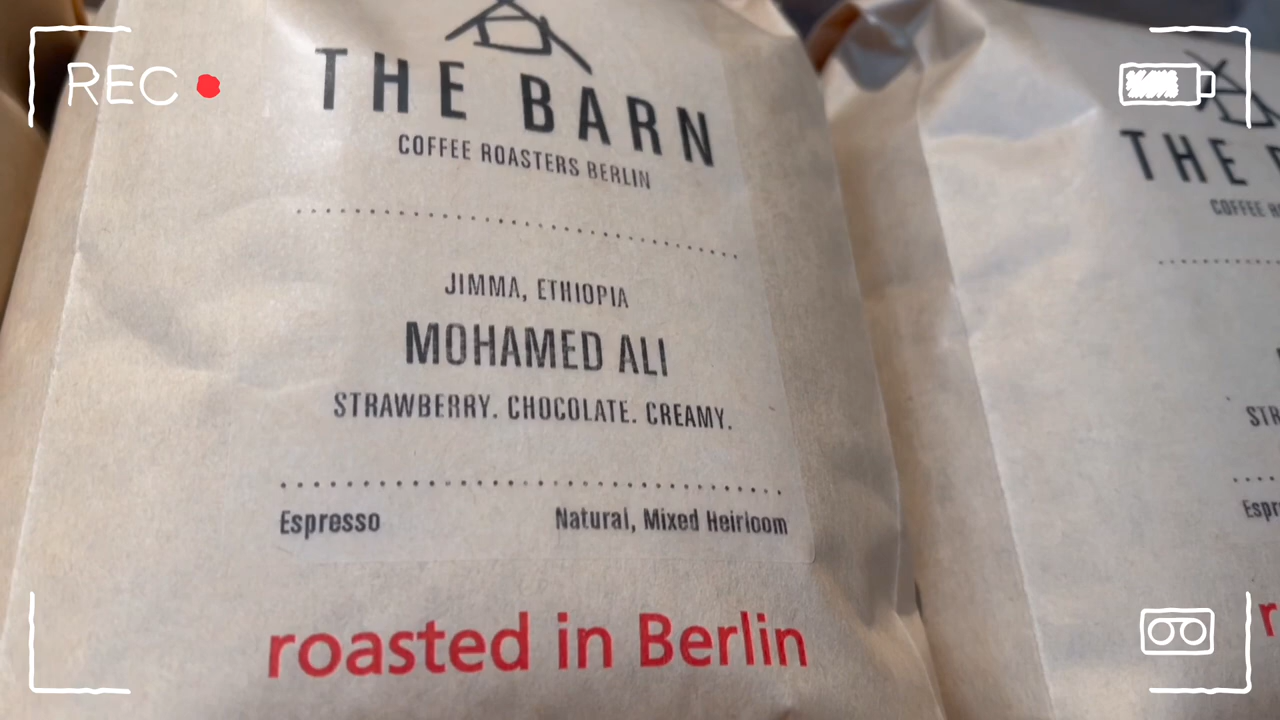 REC
THE BARN
COFFEE ROASTERS BERLIN
JIMMA, ETHIOPIA
MOHAMED ALI
STRAWBERRY. CHOCOLATE. CREAMY.
Espresso
Natural, Mixed Heirloom
roasted in Berlin
THE
COFFEE